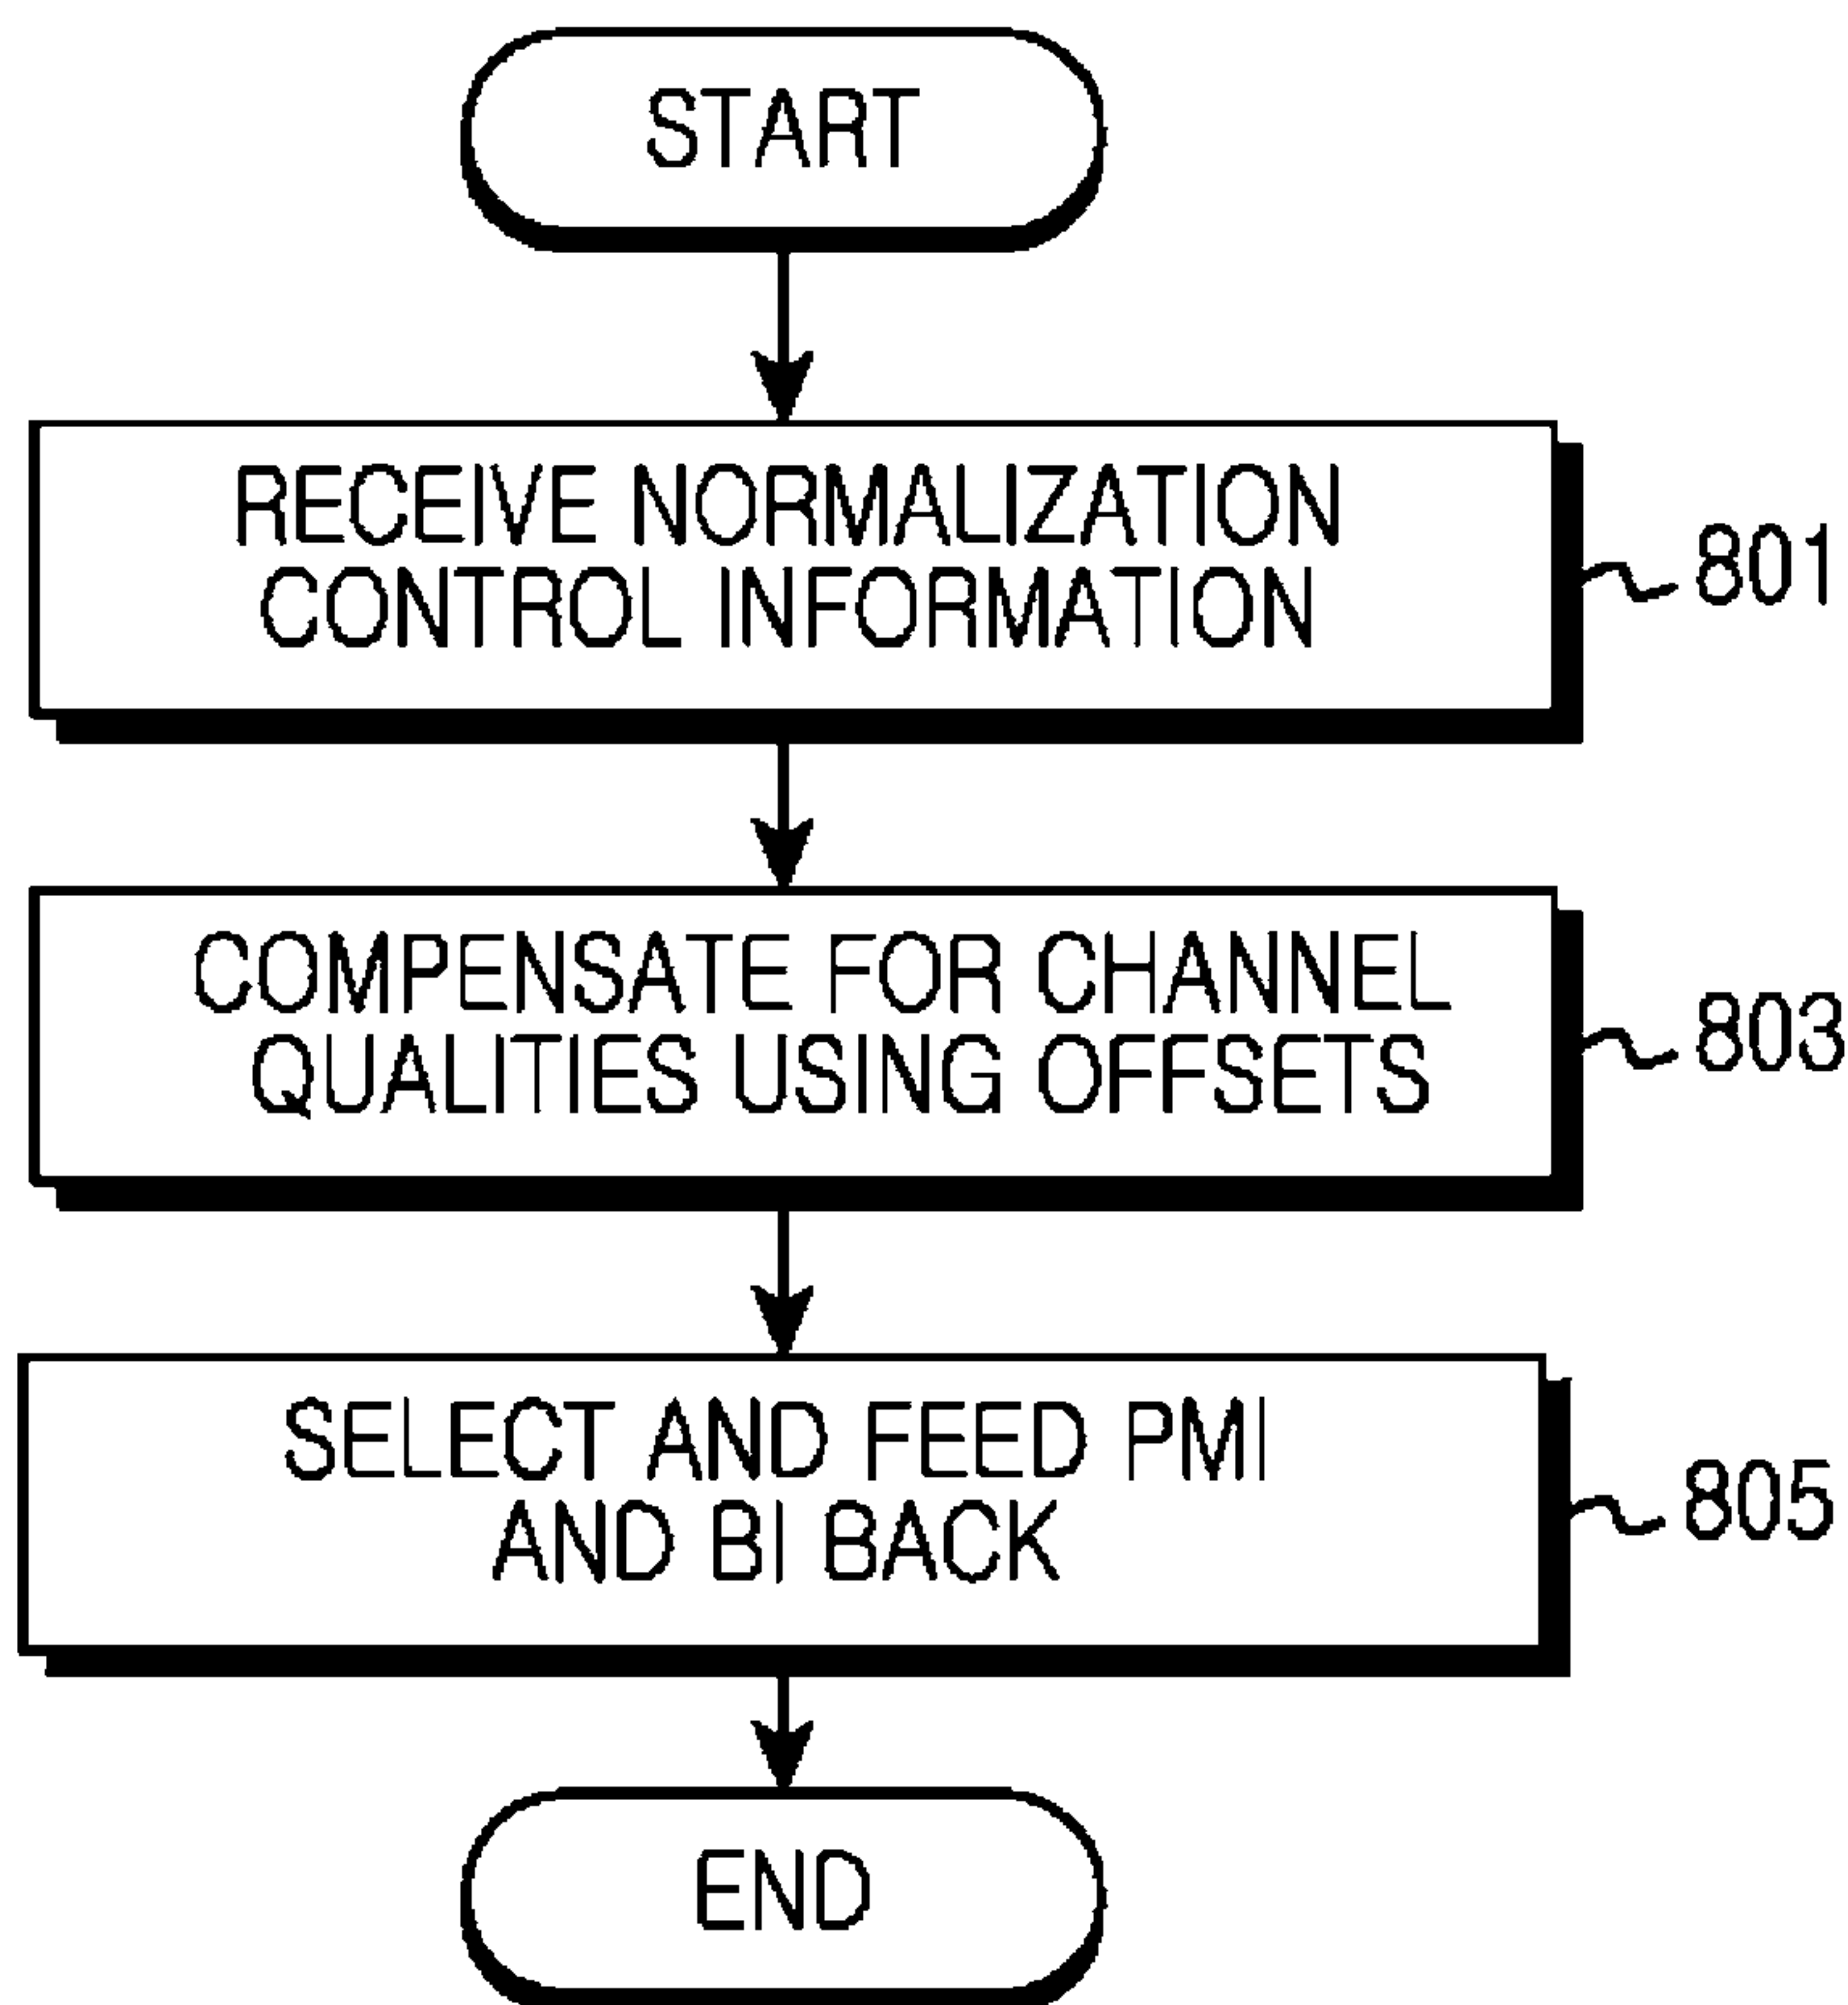 START
RECEIVE NORMALIZATION
CONTROL INFORMATION
801
COMPENSATE FOR CHANNEL
QUALITIES USING OFFSETS
803
SELECT AND FEED PMI
AND BI BACK
805
END